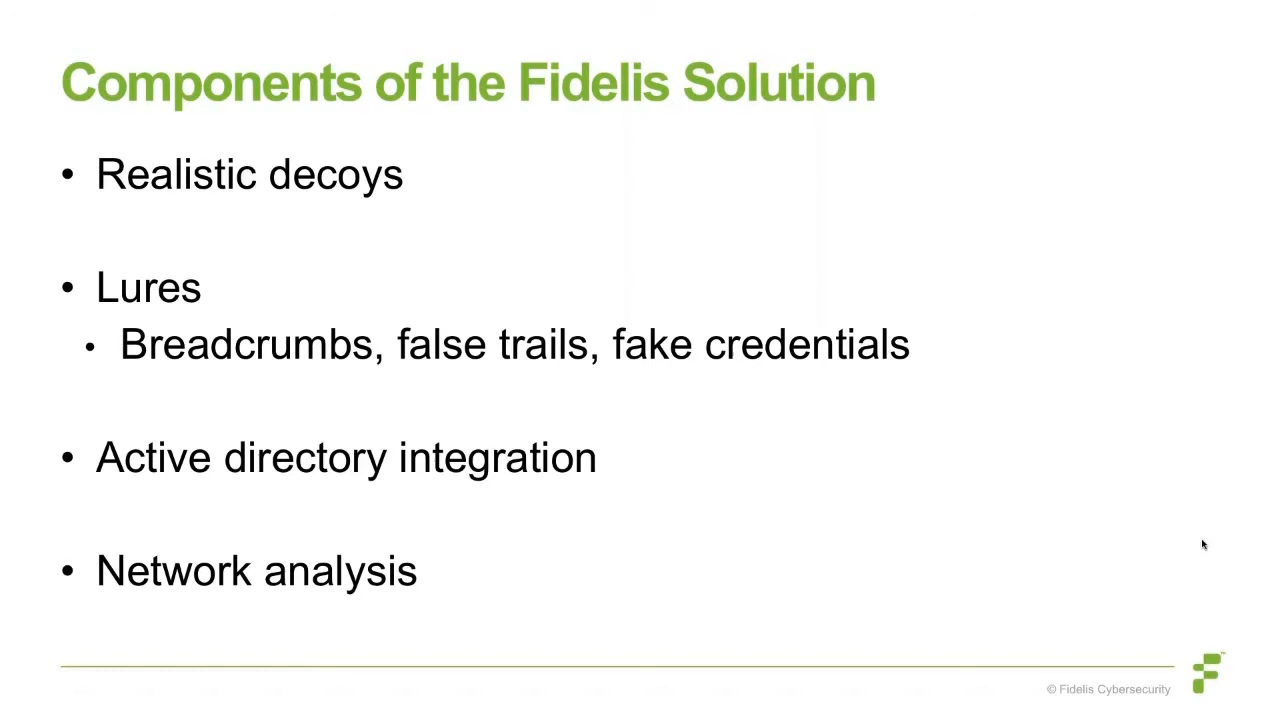 Components of the Fidelis Solution
• Realistic decoys
• Lures
• Breadcrumbs, false trails, fake credentials
• Active directory integration
• Network analysis
© Fidelis Cybersecurity